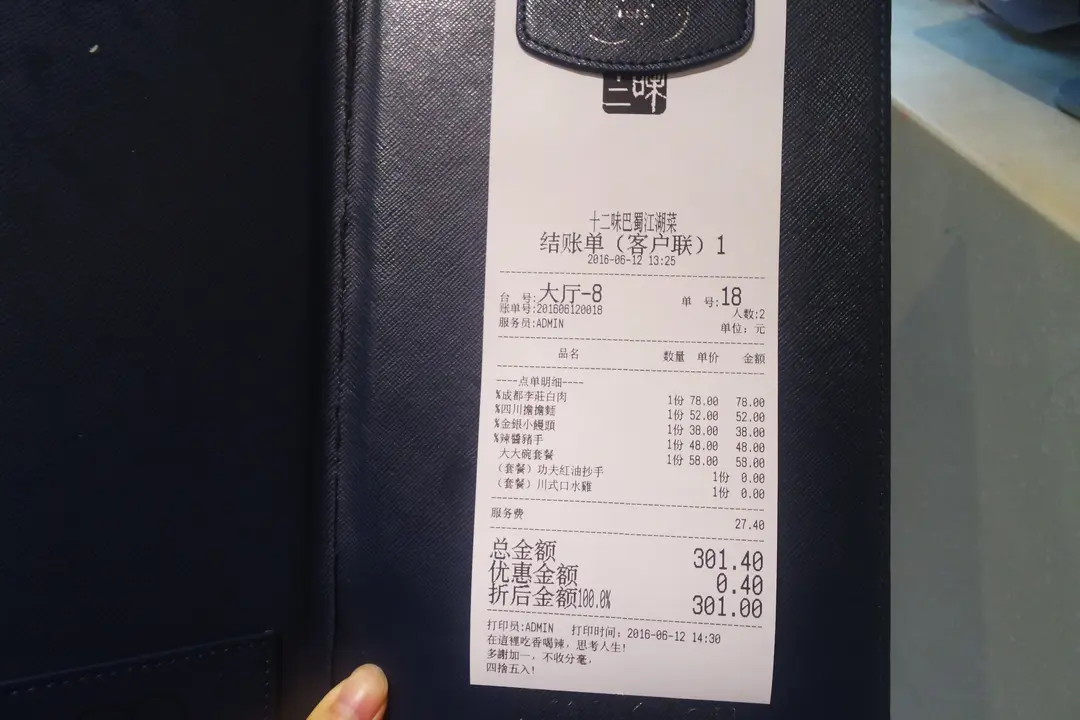 二味
十二味巴蜀江湖菜
结账单（客户联）1
2016-06-12 13:25
台 号:大厅-8 单 号:18
账单号:201606120018 人数:2
服务员:ADMIN 单位：元
品名 数量 单价 金额
----点单明细----
%成都李莊白肉 1份 78.00 78.00
%四川擔擔麵 1份 52.00 52.00
%金銀小饅頭 1份 38.00 38.00
%辣醬豬手 1份 48.00 48.00
大大碗套餐 1份 58.00 58.00
（套餐）功夫紅油抄手 1份 0.00
（套餐）川式口水雞 1份 0.00
服务费 27.40
总金额 301.40
优惠金额 0.40
折后金额100.0% 301.00
打印员:ADMIN 打印时间：2016-06-12 14:30
在這裡吃香喝辣，思考人生！
多謝加一，不收分毫，
四捨五入！